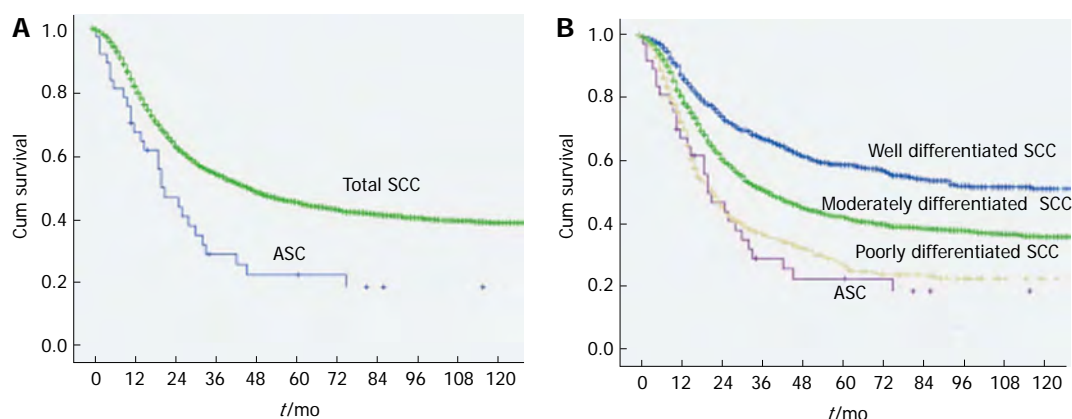 A
Cum survival
1.0
0.8
0.6
0.4
0.2
0.0
Total SCC
ASC
0 12 24 36 48 60 72 84 96 108 120
t/mo
B
Cum survival
1.0
0.8
0.6
0.4
0.2
0.0
Well differentiated SCC
Moderately differentiated SCC
Poorly differentiated SCC
ASC
0 12 24 36 48 60 72 84 96 108 120
t/mo